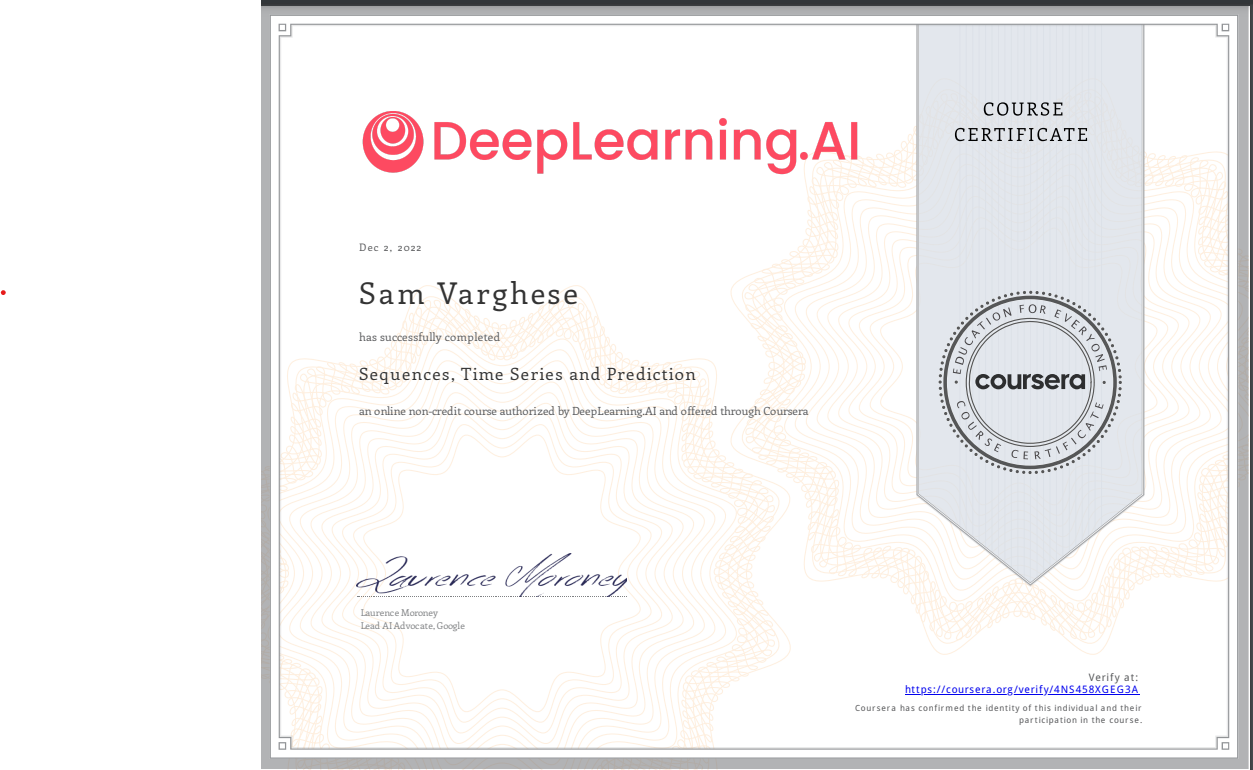 DeepLearning.AI
COURSE
CERTIFICATE
Dec 2, 2022
Sam Varghese
has successfully completed
Sequences, Time Series and Prediction
an online non-credit course authorized by DeepLearning.AI and offered through Coursera
EDUCATION FOR EVERYONE
coursera
COURSE CERTIFICATE
Laurence Moroney
Laurence Moroney
Lead AI Advocate, Google
Verify at:
https://coursera.org/verify/4NS458XGEG3A
Coursera has confirmed the identity of this individual and their
participation in the course.